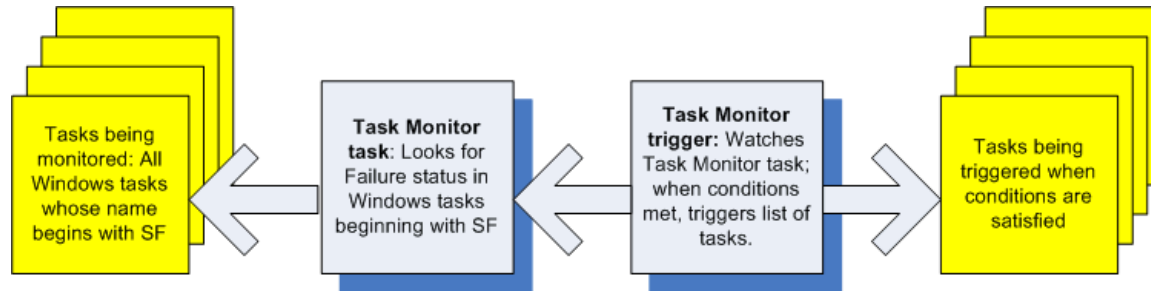 Tasks being
monitored: All
Windows tasks
whose name
begins with SF
Task Monitor
task: Looks for
Failure status in
Windows tasks
beginning with SF
Task Monitor
trigger: Watches
Task Monitor task;
when conditions
met, triggers list of
tasks.
Tasks being
triggered when
conditions are
satisfied